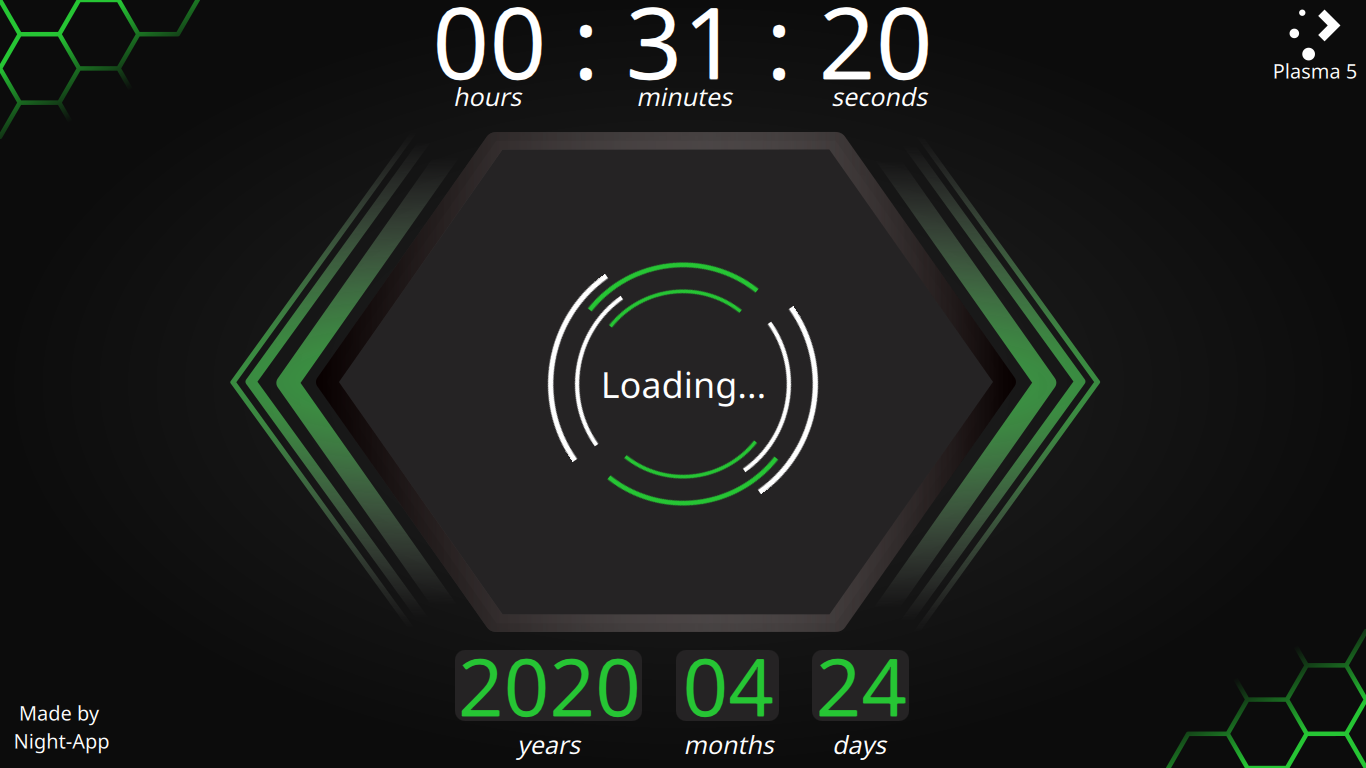 00 : 31 : 20
hours minutes seconds
Plasma 5
Loading...
2020 04 24
years months days
Made by
Night-App